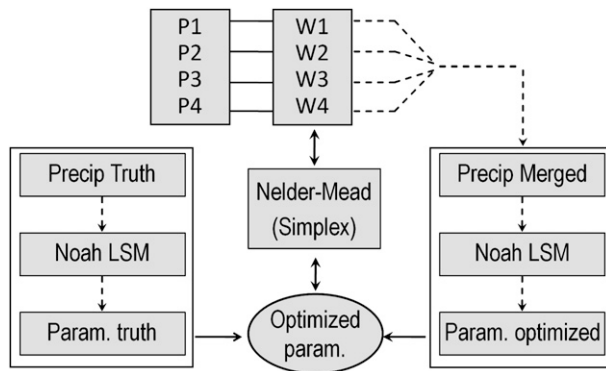 P1 W1
P2 W2
P3 W3
P4 W4
Precip Truth
Noah LSM
Param. truth
Nelder-Mead
(Simplex)
Optimized
param.
Precip Merged
Noah LSM
Param. optimized